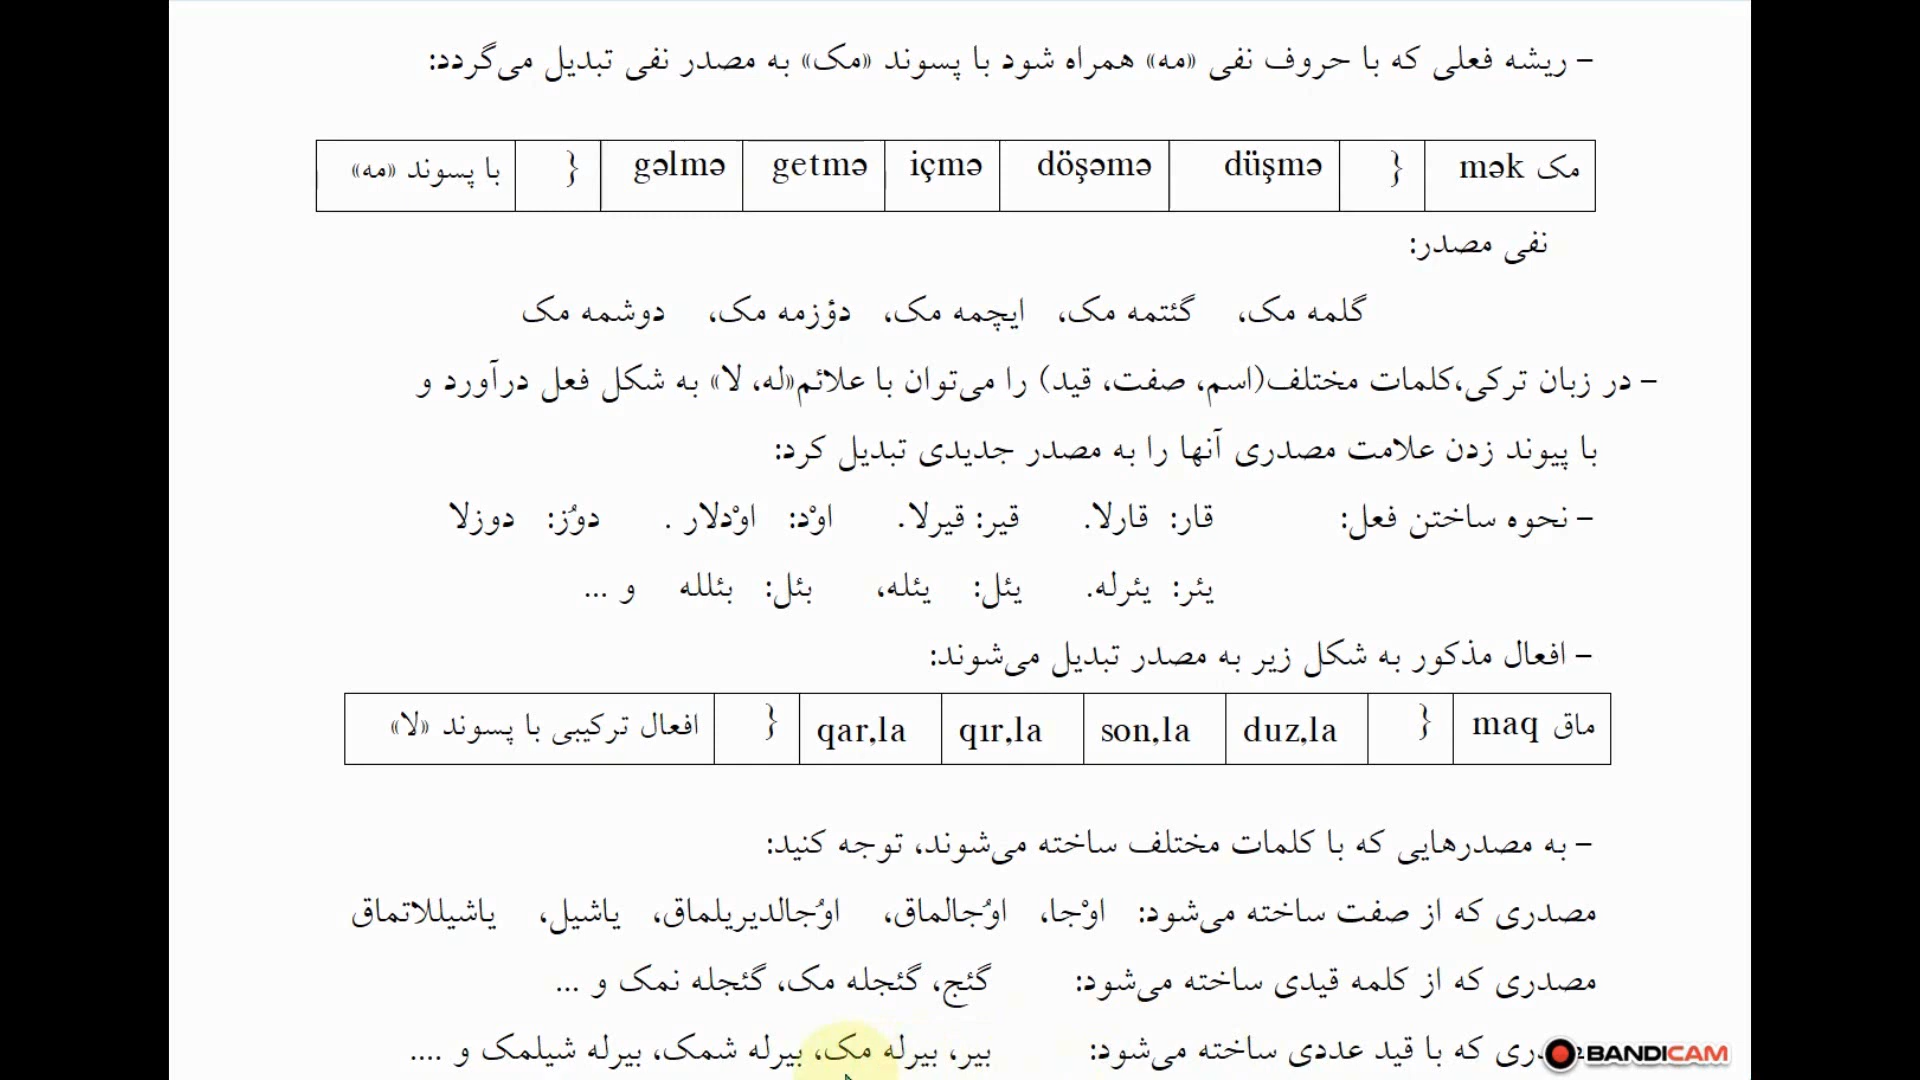 – ریشه فعلی که با حروف نفی «مه» همراه شود با پسوند «مک» به مصدر نفی تبدیل می‌گردد:
مک mək } düşmə döşəmə içmə getmə gəlmə } با پسوند «مه»
نفی مصدر:
گلمه مک، گئتمه مک، ایچمه مک، دؤزمه مک، دوشمه مک
– در زبان ترکی،کلمات مختلف(اسم، صفت، قید) را می‌توان با علائم«له، لا» به شکل فعل درآورد و
با پیوند زدن علامت مصدری آنها را به مصدر جدیدی تبدیل کرد:
– نحوه ساختن فعل: قار: قارلا. قیر: قیرلا. اوْد: اوْدلار . دوُز: دوزلا
یئر: یئرله. یئل: یئله، بئل: بئلله و ...
– افعال مذکور به شکل زیر به مصدر تبدیل می‌شوند:
ماق maq } duz,la son,la qır,la qar,la } افعال ترکیبی با پسوند «لا»
– به مصدرهایی که با کلمات مختلف ساخته می‌شوند، توجه کنید:
مصدری که از صفت ساخته می‌شود: اوْجا، اوُجالماق، اوُجالدیریلماق، یاشیل، یاشیللاتماق
مصدری که از کلمه قیدی ساخته می‌شود: گئج، گئجله مک، گئجله نمک و ...
که با قید عددی ساخته می‌شود: بیر، بیرله مک، بیرله شمک، بیرله شیلمک و ....
BANDICAM